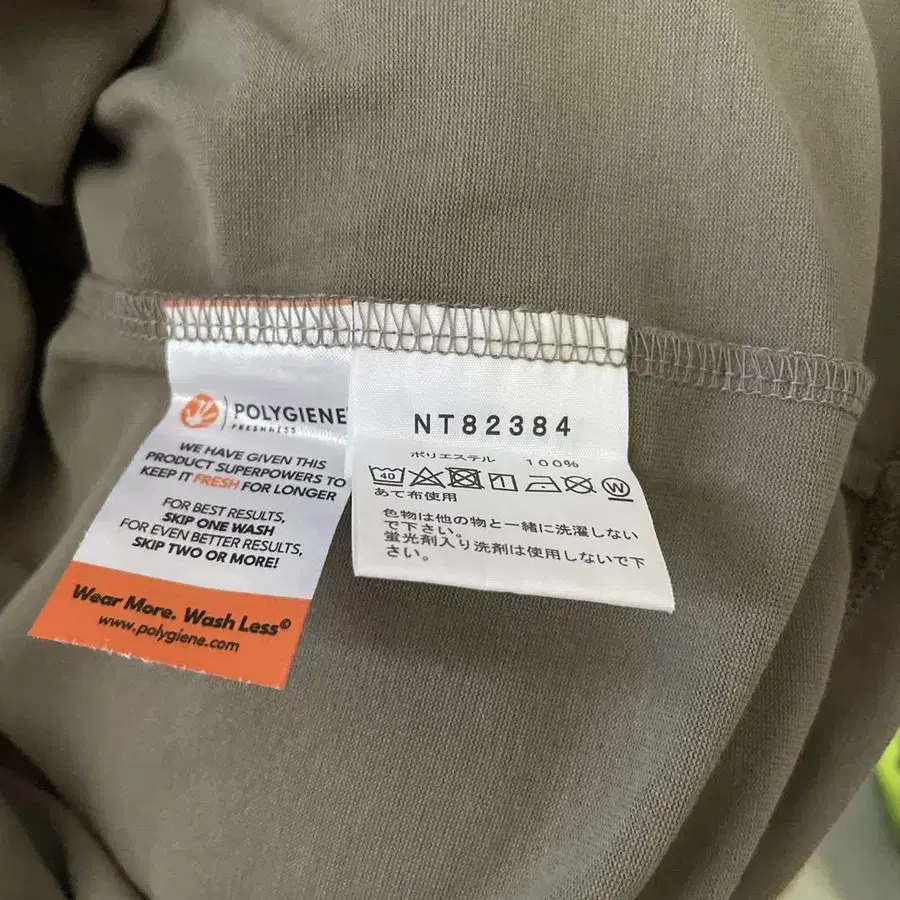 POLYGIENE
FRESHNESS
WE HAVE GIVEN THIS
PRODUCT SUPERPOWERS TO
KEEP IT FRESH FOR LONGER
FOR BEST RESULTS,
SKIP ONE WASH
FOR EVEN BETTER RESULTS,
SKIP TWO OR MORE!
Wear More. Wash Less©
www.polygiene.com
NT82384
ポリエステル 100%
40 W
あて布使用
色物は他の物と一緒に洗濯しない
で下さい。
蛍光剤入り洗剤は使用しないで下
さい。